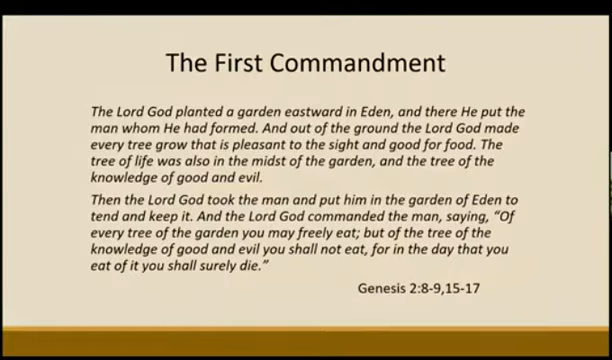 The First Commandment
The Lord God planted a garden eastward in Eden, and there He put the
man whom He had formed. And out of the ground the Lord God made
every tree grow that is pleasant to the sight and good for food. The
tree of life was also in the midst of the garden, and the tree of the
knowledge of good and evil.
Then the Lord God took the man and put him in the garden of Eden to
tend and keep it. And the Lord God commanded the man, saying, “Of
every tree of the garden you may freely eat; but of the tree of the
knowledge of good and evil you shall not eat, for in the day that you
eat of it you shall surely die.”
Genesis 2:8-9,15-17